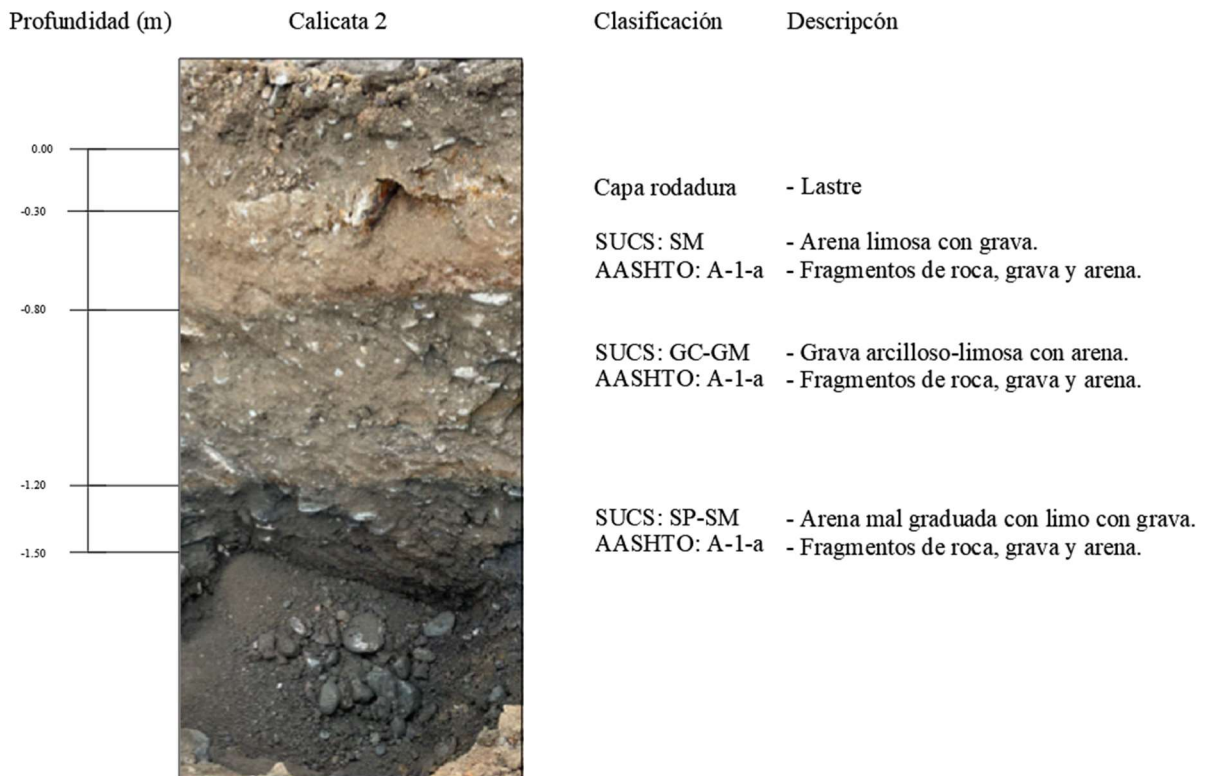 Profundidad (m) Calicata 2 Clasificación Descripcón
0.00
Capa rodadura - Lastre
-0.30
SUCS: SM - Arena limosa con grava.
AASHTO: A-1-a - Fragmentos de roca, grava y arena.
-0.80
SUCS: GC-GM - Grava arcilloso-limosa con arena.
AASHTO: A-1-a - Fragmentos de roca, grava y arena.
-1.20
SUCS: SP-SM - Arena mal graduada con limo con grava.
AASHTO: A-1-a - Fragmentos de roca, grava y arena.
-1.50